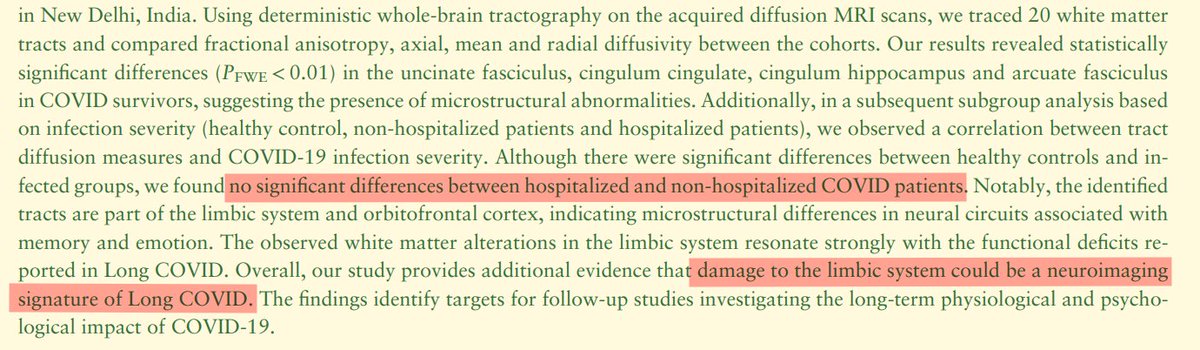 in New Delhi, India. Using deterministic whole-brain tractography on the acquired diffusion MRI scans, we traced 20 white matter
tracts and compared fractional anisotropy, axial, mean and radial diffusivity between the cohorts. Our results revealed statistically
significant differences (PFWE < 0.01) in the uncinate fasciculus, cingulum cingulate, cingulum hippocampus and arcuate fasciculus
in COVID survivors, suggesting the presence of microstructural abnormalities. Additionally, in a subsequent subgroup analysis based
on infection severity (healthy control, non-hospitalized patients and hospitalized patients), we observed a correlation between tract
diffusion measures and COVID-19 infection severity. Although there were significant differences between healthy controls and in-
fected groups, we found no significant differences between hospitalized and non-hospitalized COVID patients. Notably, the identified
tracts are part of the limbic system and orbitofrontal cortex, indicating microstructural differences in neural circuits associated with
memory and emotion. The observed white matter alterations in the limbic system resonate strongly with the functional deficits re-
ported in Long COVID. Overall, our study provides additional evidence that damage to the limbic system could be a neuroimaging
signature of Long COVID. The findings identify targets for follow-up studies investigating the long-term physiological and psycho-
logical impact of COVID-19.